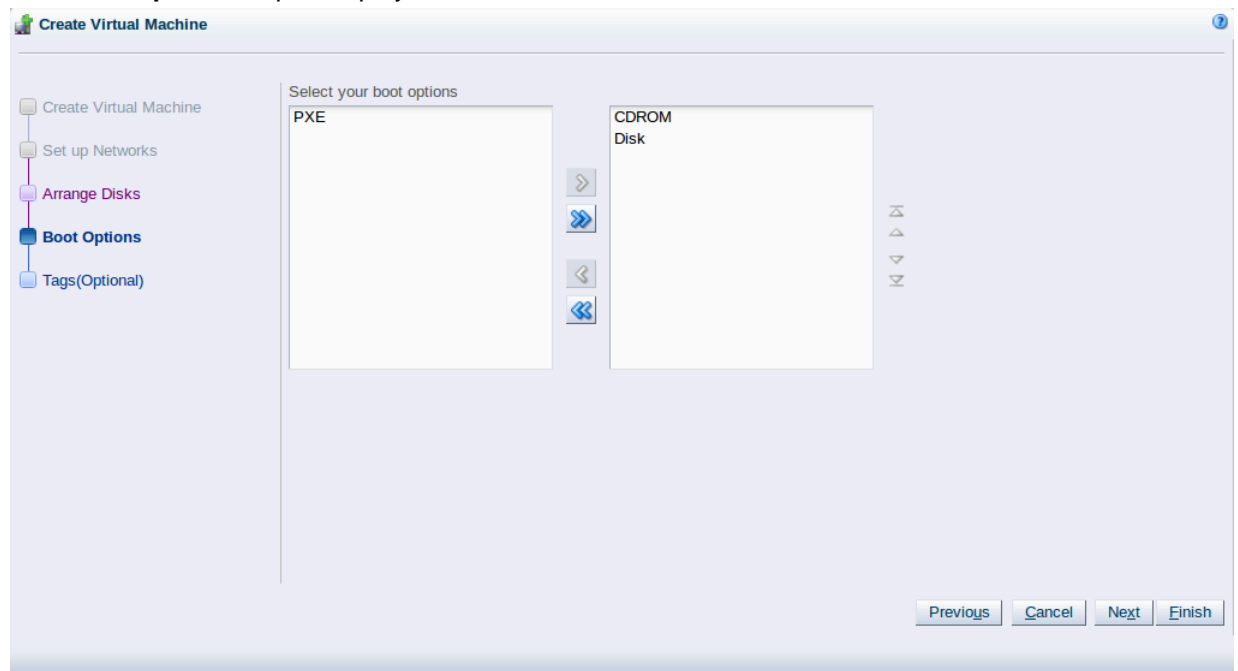 Create Virtual Machine
Create Virtual Machine
Set up Networks
Arrange Disks
Boot Options
Tags(Optional)
Select your boot options
PXE
CDROM
Disk
Previous
Cancel
Next
Finish